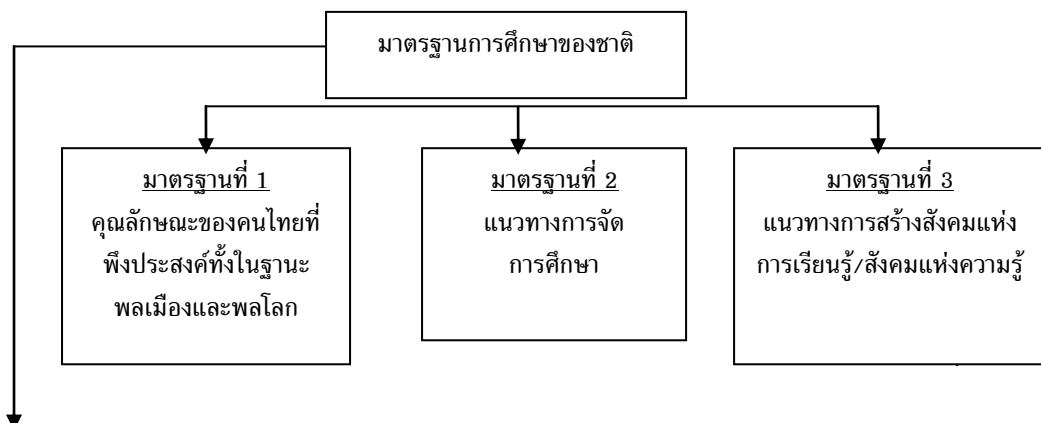 มาตรฐานการศึกษาของชาติ
มาตรฐานที่ 1
คุณลักษณะของคนไทยที่
พึงประสงค์ทั้งในฐานะ
พลเมืองและพลโลก
มาตรฐานที่ 2
แนวทางการจัด
การศึกษา
มาตรฐานที่ 3
แนวทางการสร้างสังคมแห่ง
การเรียนรู้/สังคมแห่งความรู้